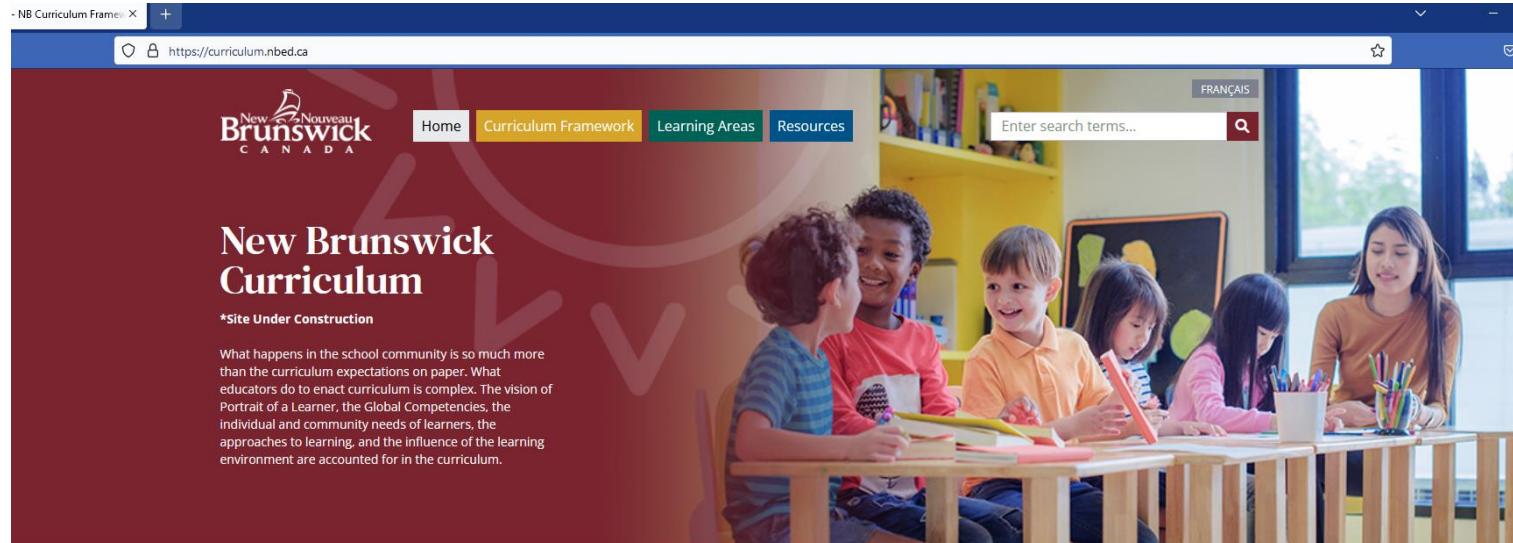 - NB Curriculum Framew
https://curriculum.nbed.ca
FRANÇAIS
New Nouveau
Brunswick
CANADA
Home
Curriculum Framework
Learning Areas
Resources
Enter search terms...
New Brunswick
Curriculum
*Site Under Construction
What happens in the school community is so much more
than the curriculum expectations on paper. What
educators do to enact curriculum is complex. The vision of
Portrait of a Learner, the Global Competencies, the
individual and community needs of learners, the
approaches to learning, and the influence of the learning
environment are accounted for in the curriculum.